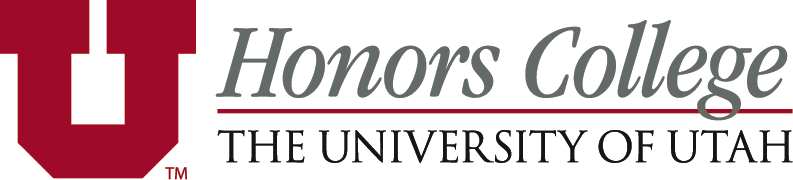 U
TM
Honors College
THE UNIVERSITY OF UTAH